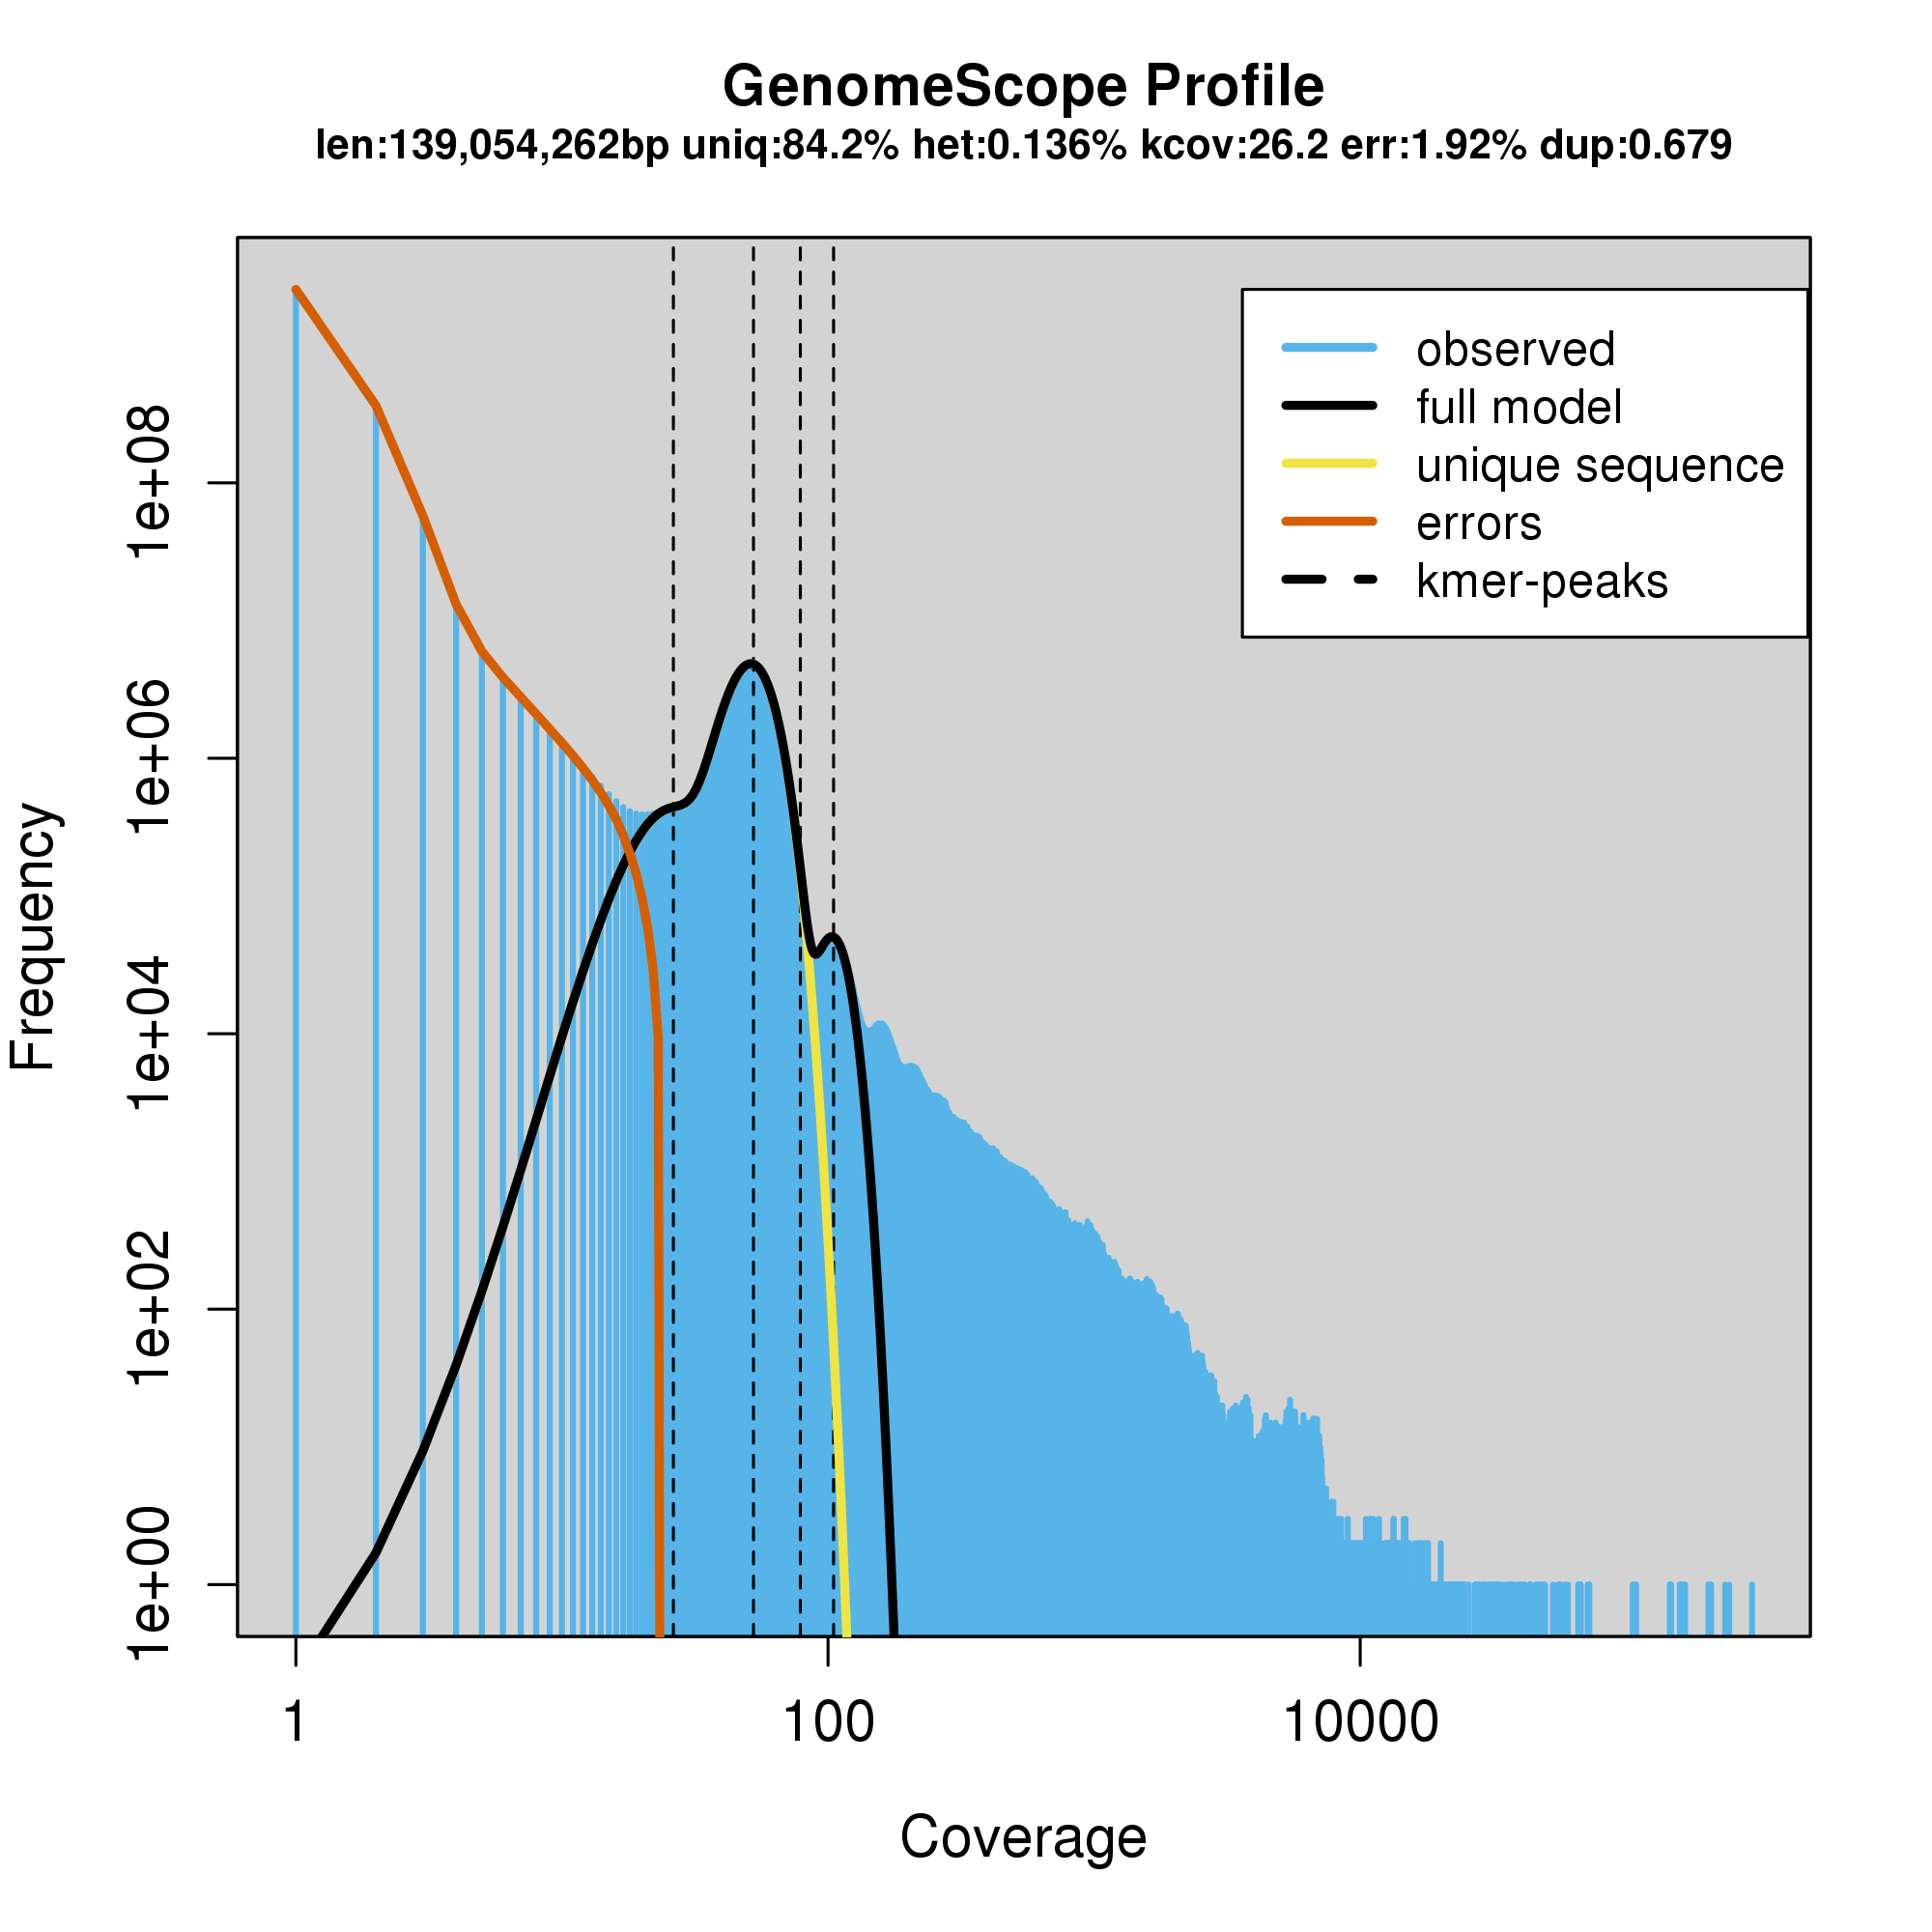 GenomeScope Profile
len:139,054,262bp uniq:84.2% het:0.136% kcov:26.2 err:1.92% dup:0.679
observed
full model
unique sequence
errors
kmer-peaks
Frequency
1e+08
1e+06
1e+04
1e+02
1e+00
1
100
10000
Coverage